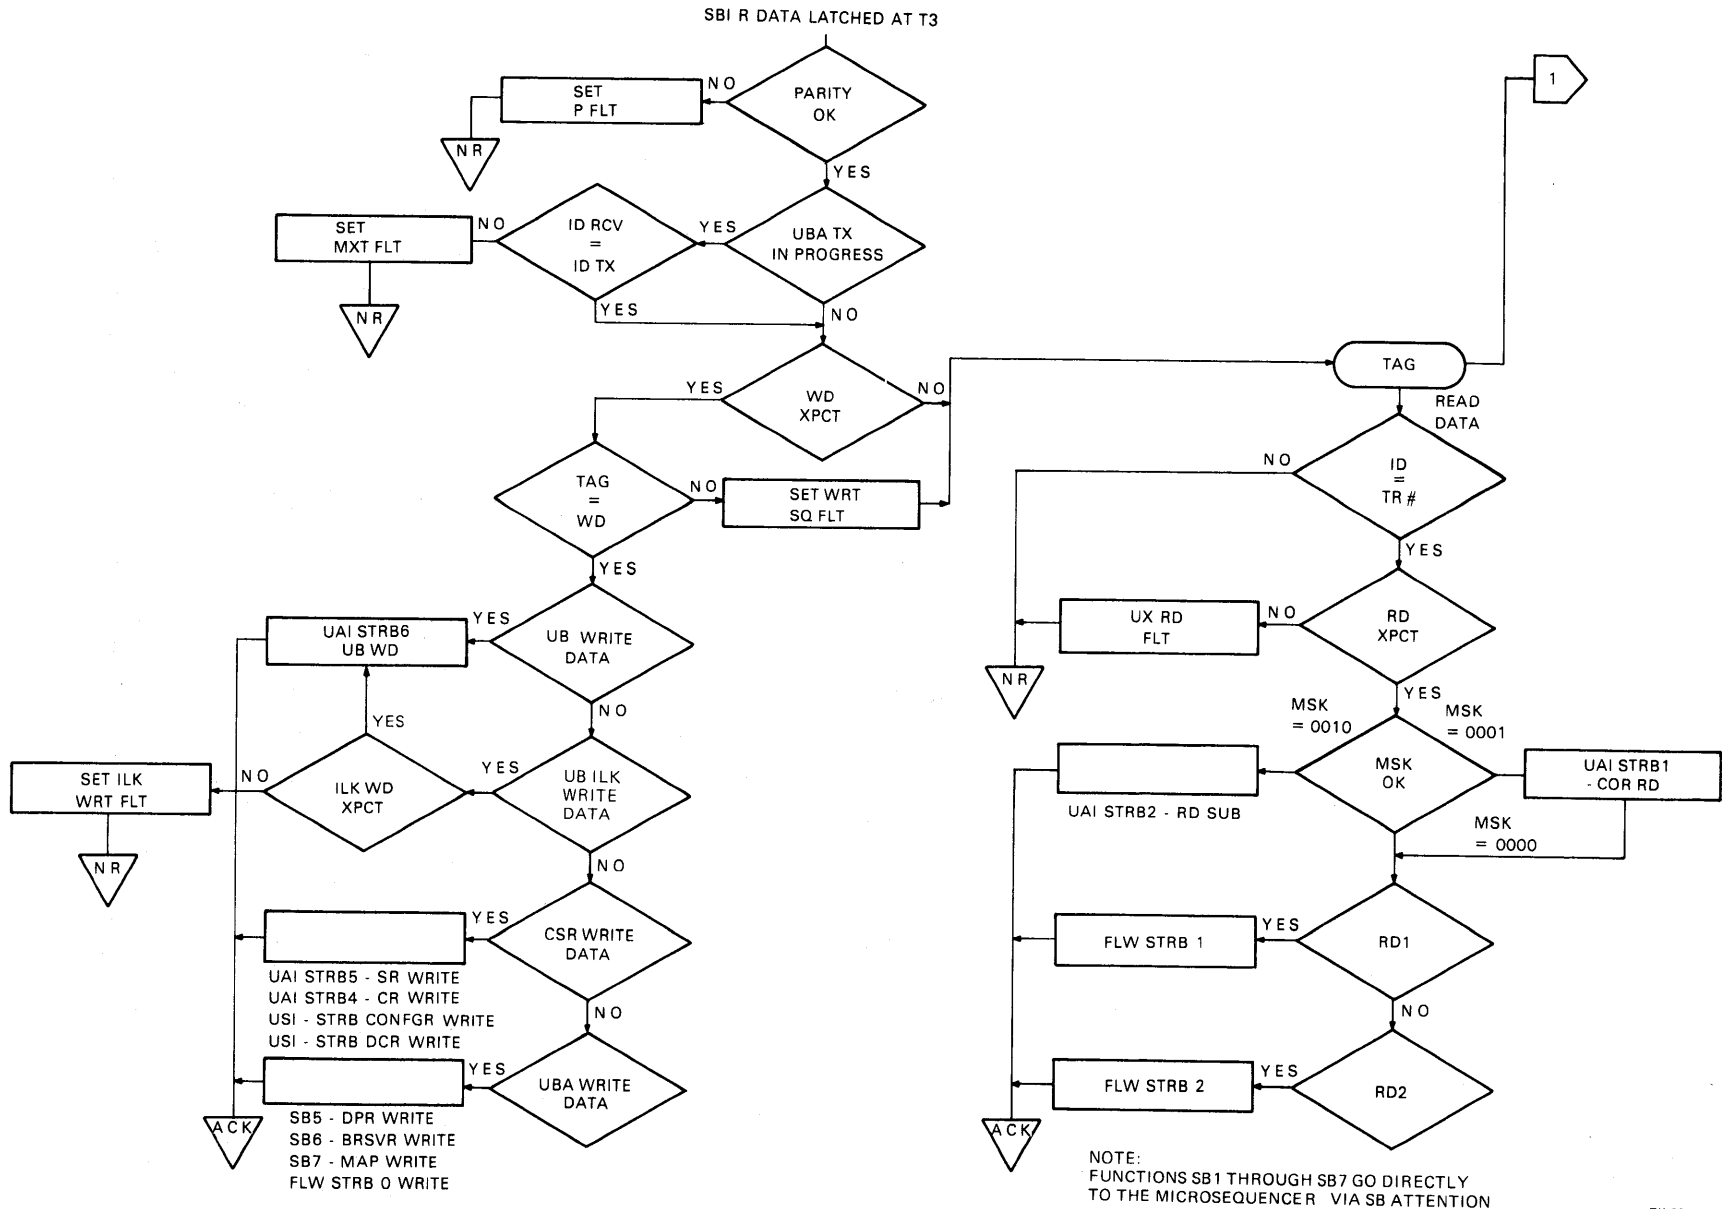 SBI R DATA LATCHED AT T3
PARITY
OK
NO
SET
P FLT
NR
YES
1
UBA TX
IN PROGRESS
YES
ID RCV
=
ID TX
NO
SET
MXT FLT
NR
YES
NO
WD
XPCT
YES
NO
TAG
READ
DATA
TAG
=
WD
NO
SET WRT
SQ FLT
YES
ID
=
TR #
NO
YES
UB WRITE
DATA
YES
UAI STRB6
UB WD
NO
RD
XPCT
NO
UX RD
FLT
NR
YES
UB ILK
WRITE
DATA
YES
ILK WD
XPCT
YES
NO
SET ILK
WRT FLT
NR
NO
MSK
= 0010
MSK
= 0001
MSK
OK
UAI STRB1
- COR RD
UAI STRB2 - RD SUB
MSK
= 0000
CSR WRITE
DATA
YES
UAI STRB5 - SR WRITE
UAI STRB4 - CR WRITE
USI - STRB CONFGR WRITE
USI - STRB DCR WRITE
NO
RD1
YES
FLW STRB 1
NO
UBA WRITE
DATA
YES
SB5 - DPR WRITE
SB6 - BRSVR WRITE
SB7 - MAP WRITE
FLW STRB 0 WRITE
ACK
RD2
YES
FLW STRB 2
ACK
NOTE:
FUNCTIONS SB1 THROUGH SB7 GO DIRECTLY
TO THE MICROSEQUENCER VIA SB ATTENTION